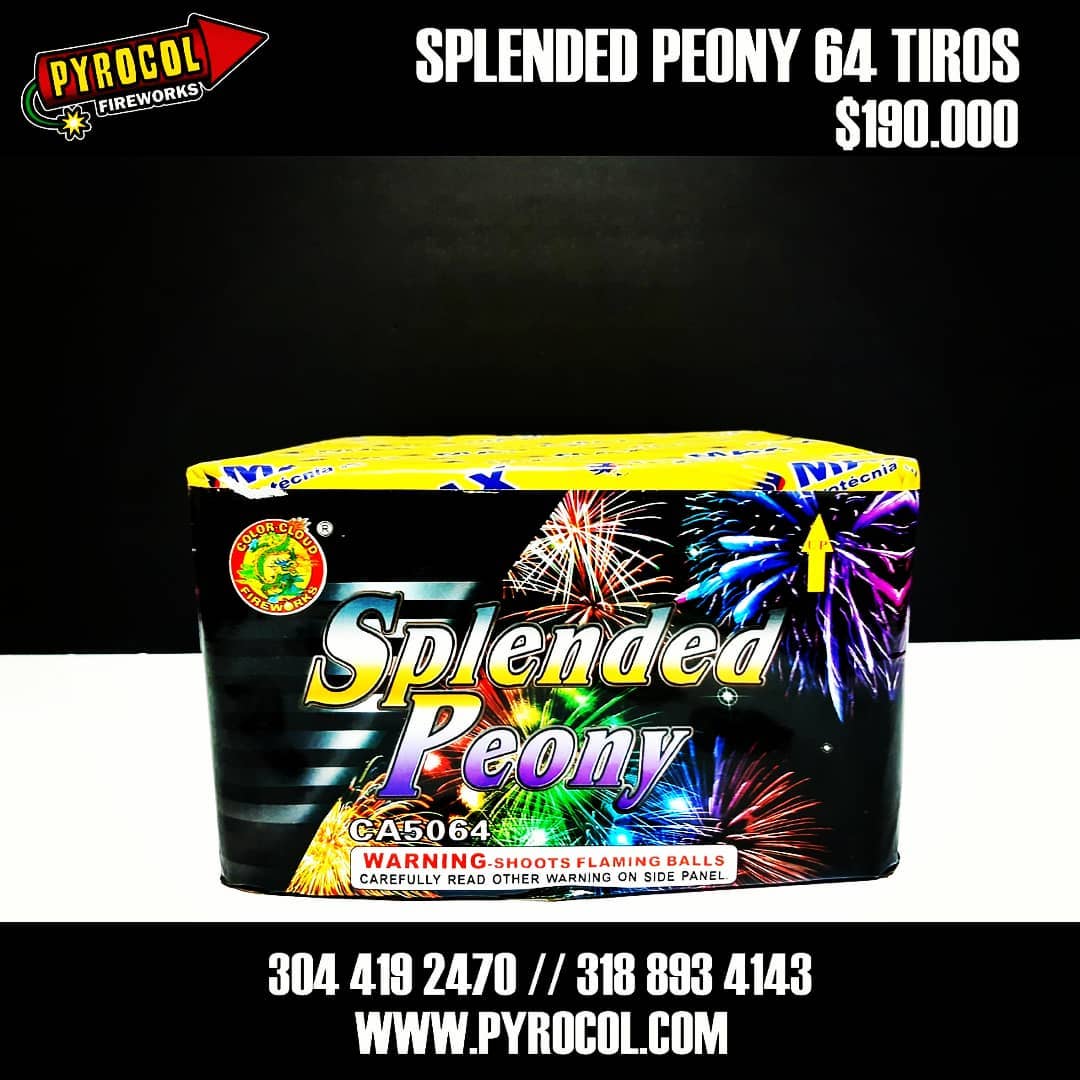 PYROCOL
FIREWORKS
SPLENDED PEONY 64 TIROS
$190.000
COLOR CLOUD
FIREWORKS
®
UP
Splended
Peony
CA5064
WARNING-SHOOTS FLAMING BALLS
CAREFULLY READ OTHER WARNING ON SIDE PANEL.
304 419 2470 // 318 893 4143
WWW.PYROCOL.COM